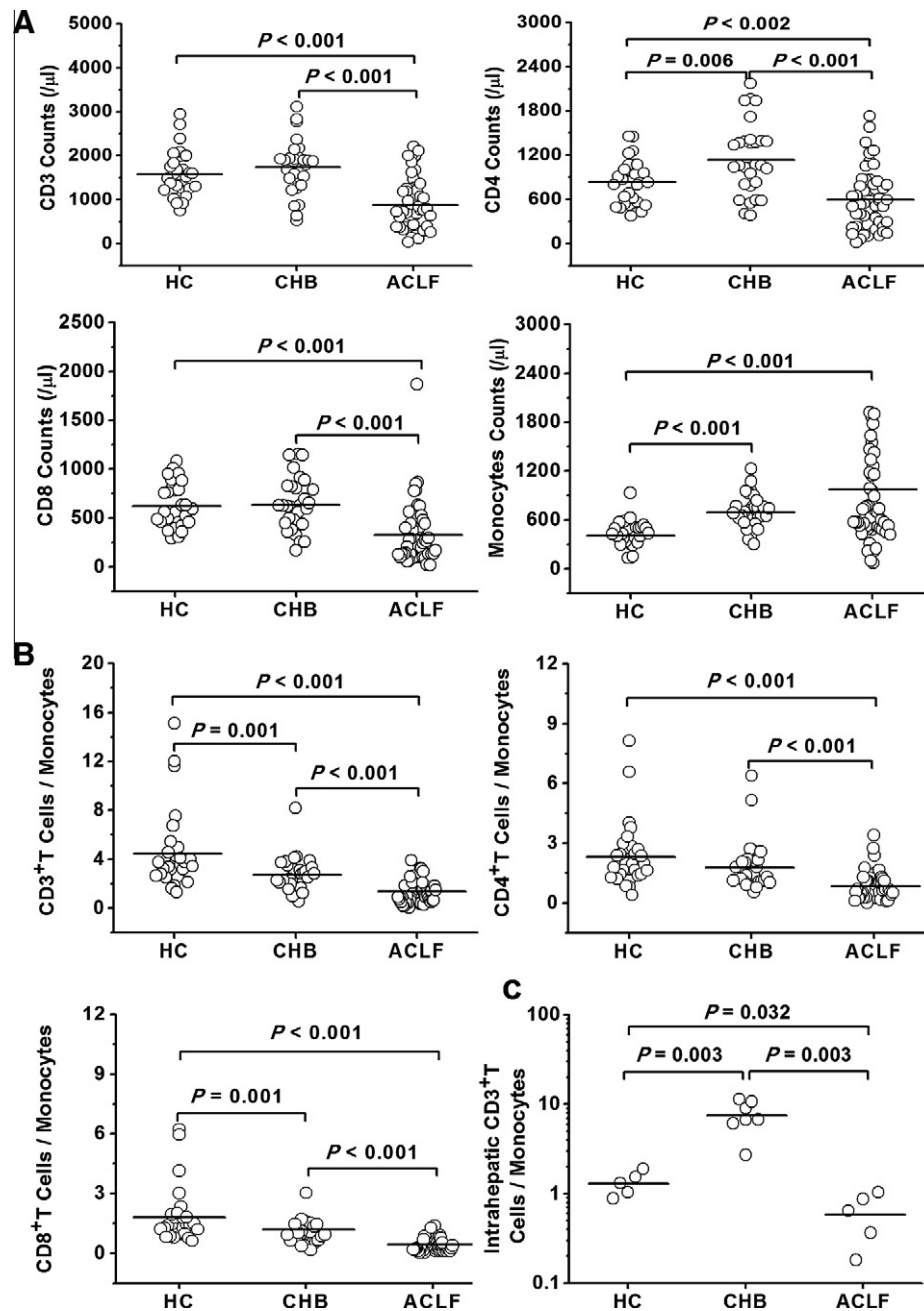 A
CD3 Counts (/µl)
5000
4000
3000
2000
1000
0
P < 0.001
P < 0.001
HC CHB ACLF
CD4 Counts (/µl)
3000
2400
1800
1200
600
0
P < 0.002
P = 0.006 P < 0.001
HC CHB ACLF
CD8 Counts (/µl)
2500
2000
1500
1000
500
0
P < 0.001
P < 0.001
HC CHB ACLF
Monocytes Counts (/µl)
3000
2400
1800
1200
600
0
P < 0.001
P < 0.001
HC CHB ACLF
B
CD3+T Cells / Monocytes
20
16
12
8
4
0
P < 0.001
P = 0.001
P < 0.001
HC CHB ACLF
CD4+T Cells / Monocytes
12
9
6
3
0
P < 0.001
P < 0.001
HC CHB ACLF
CD8+T Cells / Monocytes
12
9
6
3
0
P < 0.001
P = 0.001
P < 0.001
HC CHB ACLF
C
Intrahepatic CD3+T
Cells / Monocytes
100
10
1
0.1
P = 0.032
P = 0.003 P = 0.003
HC CHB ACLF